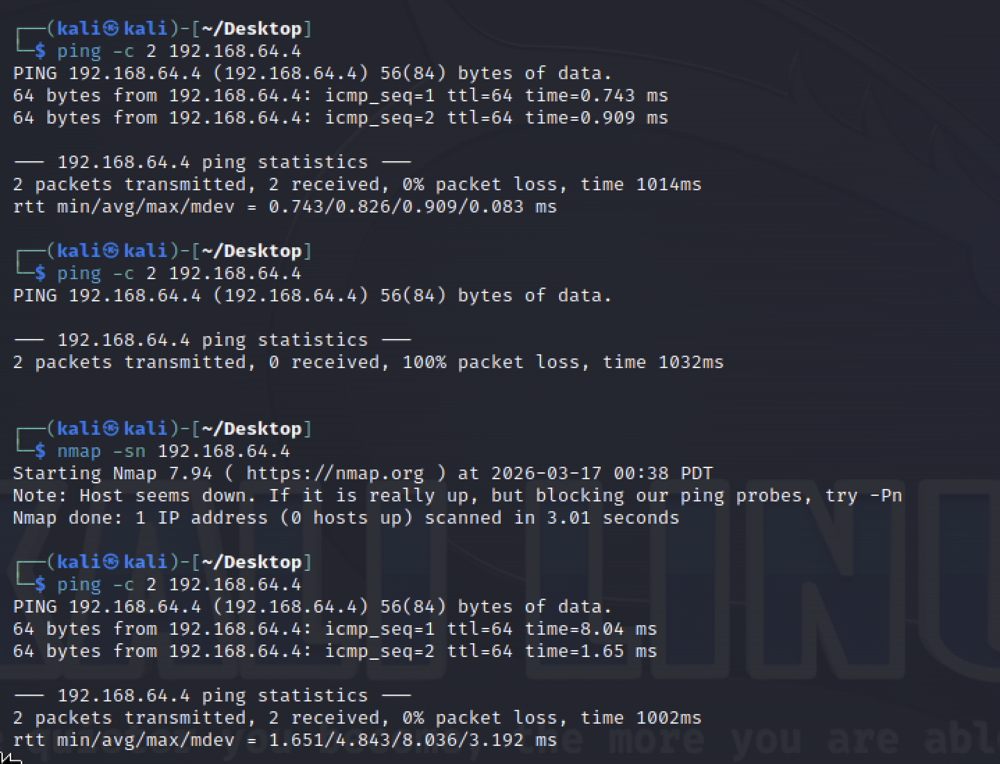 ┌──(kali㉿kali)-[~/Desktop]
└─$ ping -c 2 192.168.64.4
PING 192.168.64.4 (192.168.64.4) 56(84) bytes of data.
64 bytes from 192.168.64.4: icmp_seq=1 ttl=64 time=0.743 ms
64 bytes from 192.168.64.4: icmp_seq=2 ttl=64 time=0.909 ms
--- 192.168.64.4 ping statistics ---
2 packets transmitted, 2 received, 0% packet loss, time 1014ms
rtt min/avg/max/mdev = 0.743/0.826/0.909/0.083 ms
┌──(kali㉿kali)-[~/Desktop]
└─$ ping -c 2 192.168.64.4
PING 192.168.64.4 (192.168.64.4) 56(84) bytes of data.
--- 192.168.64.4 ping statistics ---
2 packets transmitted, 0 received, 100% packet loss, time 1032ms
┌──(kali㉿kali)-[~/Desktop]
└─$ nmap -sn 192.168.64.4
Starting Nmap 7.94 ( https://nmap.org ) at 2026-03-17 00:38 PDT
Note: Host seems down. If it is really up, but blocking our ping probes, try -Pn
Nmap done: 1 IP address (0 hosts up) scanned in 3.01 seconds
┌──(kali㉿kali)-[~/Desktop]
└─$ ping -c 2 192.168.64.4
PING 192.168.64.4 (192.168.64.4) 56(84) bytes of data.
64 bytes from 192.168.64.4: icmp_seq=1 ttl=64 time=8.04 ms
64 bytes from 192.168.64.4: icmp_seq=2 ttl=64 time=1.65 ms
--- 192.168.64.4 ping statistics ---
2 packets transmitted, 2 received, 0% packet loss, time 1002ms
rtt min/avg/max/mdev = 1.651/4.843/8.036/3.192 ms
the more you are abl